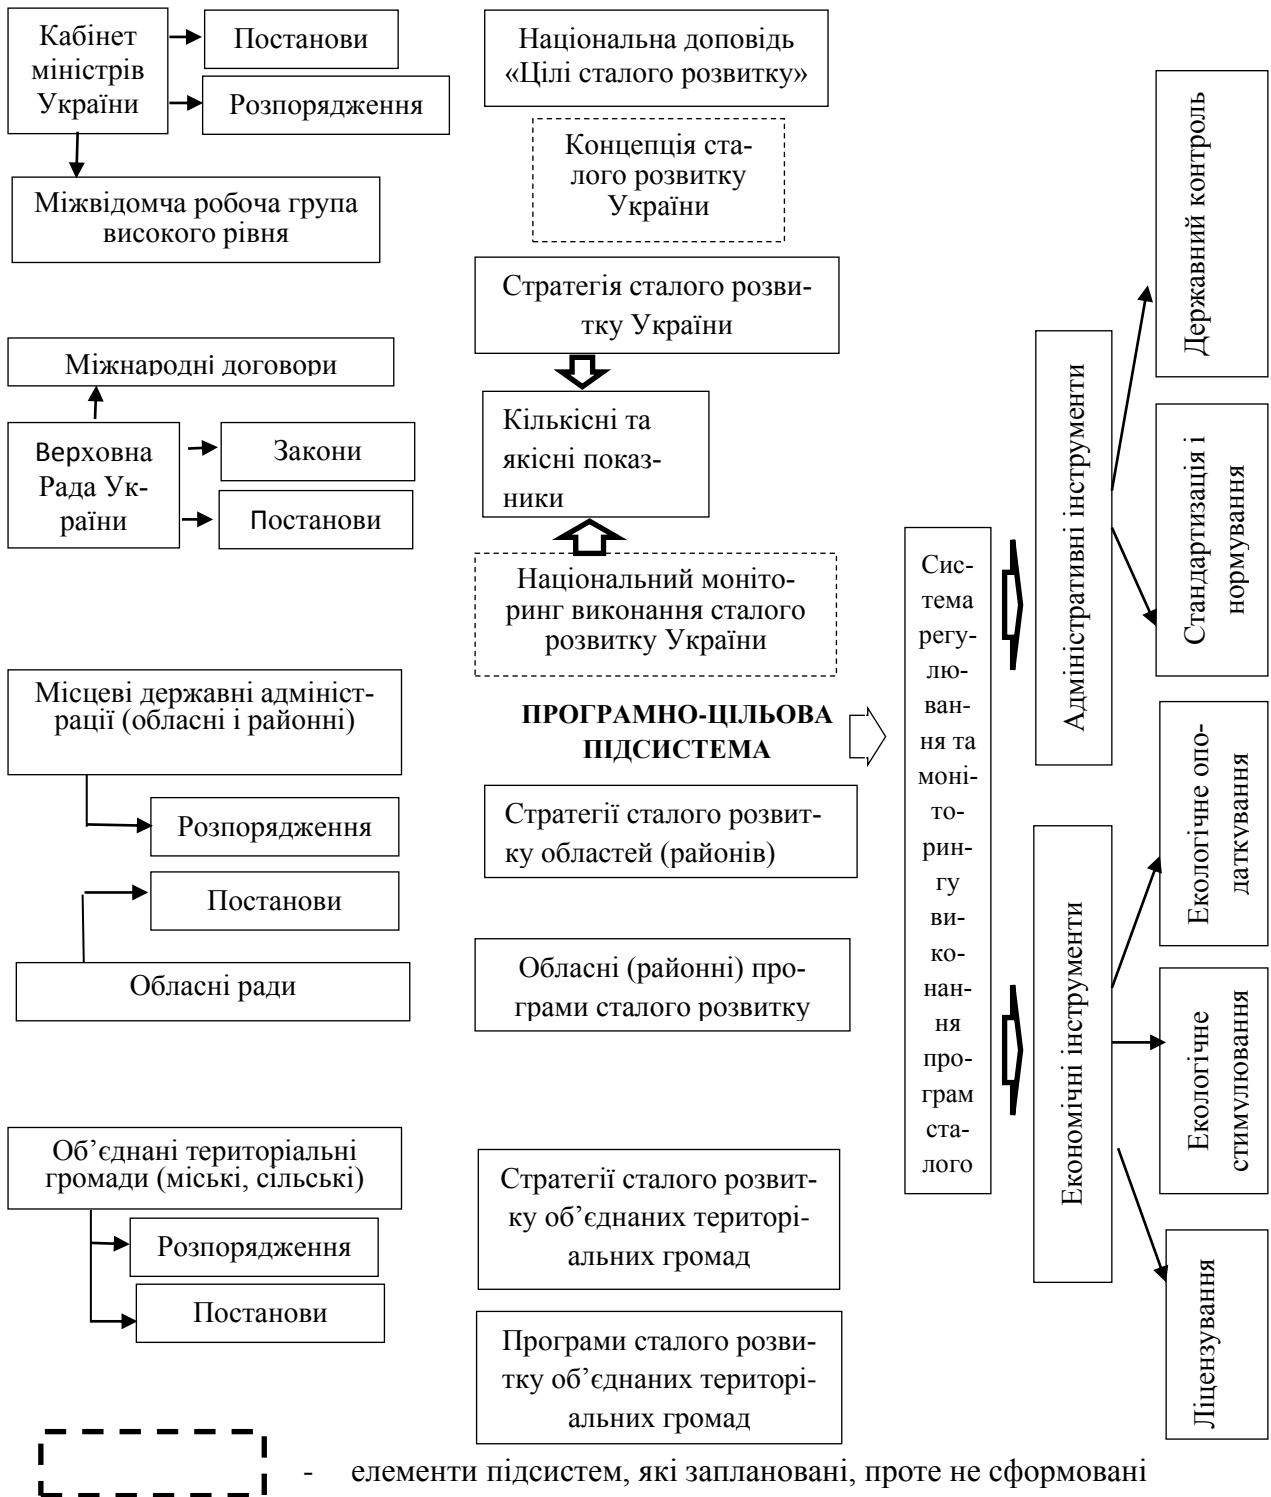 Кабінет
міністрів
України
Постанови
Розпорядження
Міжвідомча робоча група
високого рівня
Міжнародні договори
Верховна
Рада Ук-
раїни
Закони
Постанови
Місцеві державні адмініст-
рації (обласні і районні)
Розпорядження
Постанови
Обласні ради
Об’єднані територіальні
громади (міські, сільські)
Розпорядження
Постанови
Національна доповідь
«Цілі сталого розвитку»
Концепція ста-
лого розвитку
України
Стратегія сталого розви-
тку України
Кількісні та
якісні показ-
ники
Національний моніто-
ринг виконання сталого
розвитку України
ПРОГРАМНО-ЦІЛЬОВА
ПІДСИСТЕМА
Стратегії сталого розвит-
ку областей (районів)
Обласні (районні) про-
грами сталого розвитку
Стратегії сталого розвит-
ку об’єднаних територі-
альних громад
Програми сталого розви-
тку об’єднаних територі-
альних громад
Сис-
тема
регу-
лю-
ван-
ня та
моні-
то-
рин-
гу
ви-
ко-
нан-
ня
про-
грам
ста-
лого
Адміністративні інструменти
Економічні інструменти
Державний контроль
Стандартизація і
нормування
Екологічне опо-
даткування
Екологічне
стимулювання
Ліцензування
- елементи підсистем, які заплановані, проте не сформовані